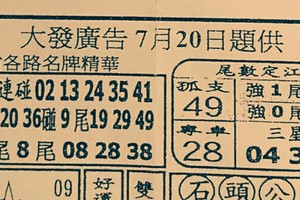 大發廣告7月20日題供
各路名牌精華
連碰 02 13 24 35 41
20 36碰 9尾19 29 49
尾8尾 08 28 38
09
尾數定江
孤支
49
強1尾
強0尾
專車
28
三星
04 3
石頭公